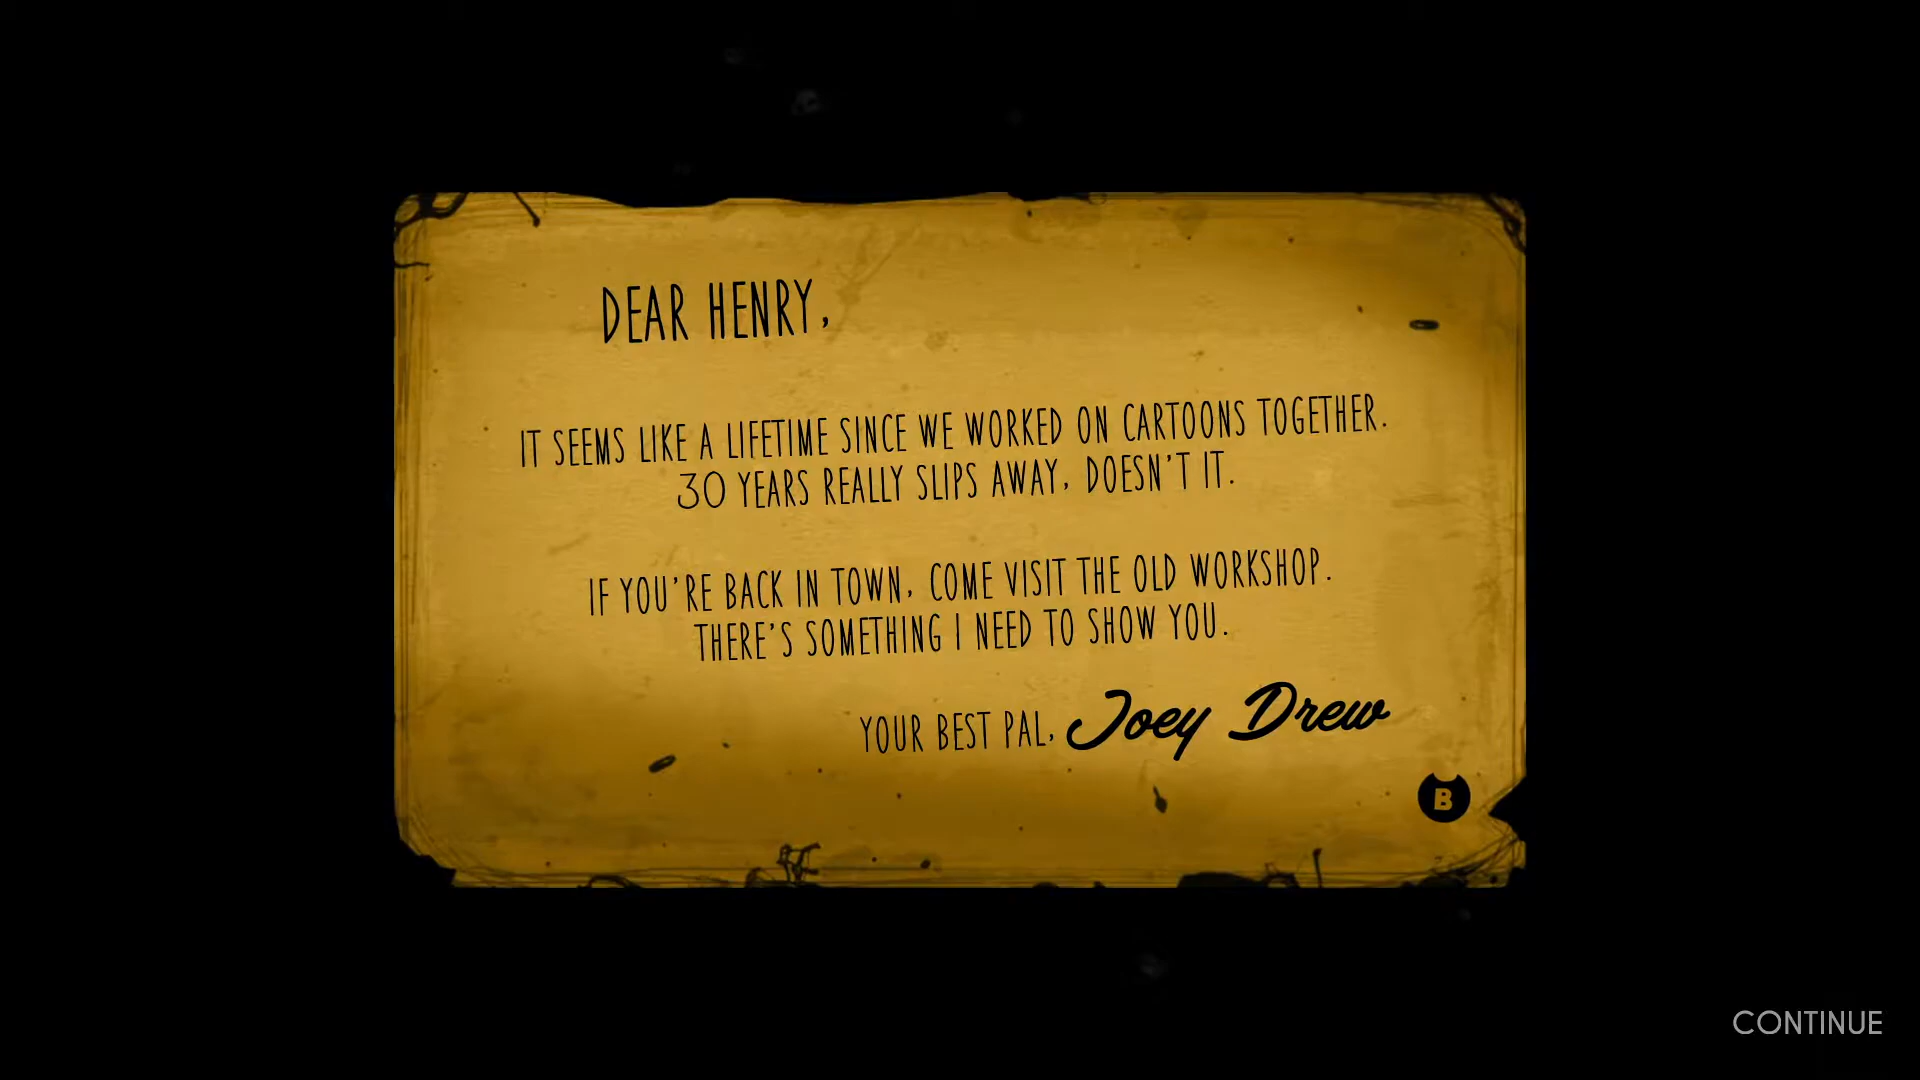 DEAR HENRY,
IT SEEMS LIKE A LIFETIME SINCE WE WORKED ON CARTOONS TOGETHER.
30 YEARS REALLY SLIPS AWAY, DOESN'T IT.
IF YOU'RE BACK IN TOWN, COME VISIT THE OLD WORKSHOP.
THERE'S SOMETHING I NEED TO SHOW YOU.
YOUR BEST PAL, Joey Drew
B
CONTINUE